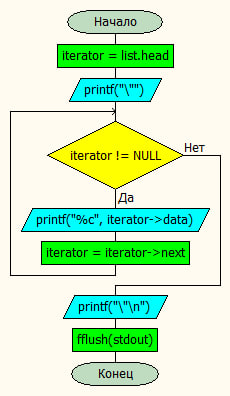 Начало
iterator = list.head
printf("\"")
iterator != NULL
Нет
Да
printf("%c", iterator->data)
iterator = iterator->next
printf("\"\n")
fflush(stdout)
Конец